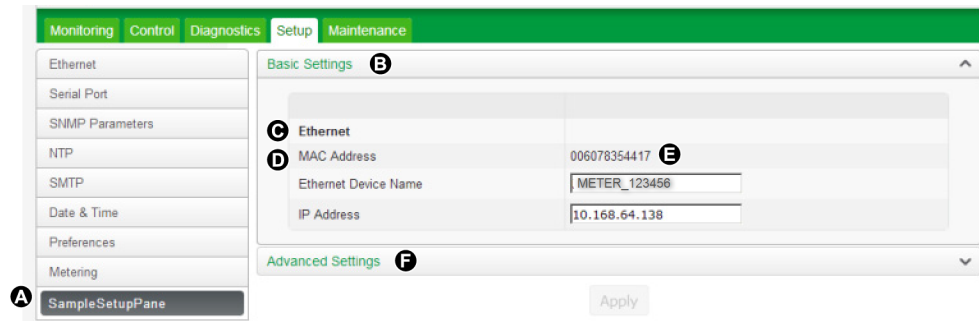 Monitoring Control Diagnostics Setup Maintenance
Ethernet
Serial Port
SNMP Parameters
NTP
SMTP
Date & Time
Preferences
Metering
A SampleSetupPane
Basic Settings B
C Ethernet
D MAC Address 006078354417 E
Ethernet Device Name METER_123456
IP Address 10.168.64.138
Advanced Settings F
Apply